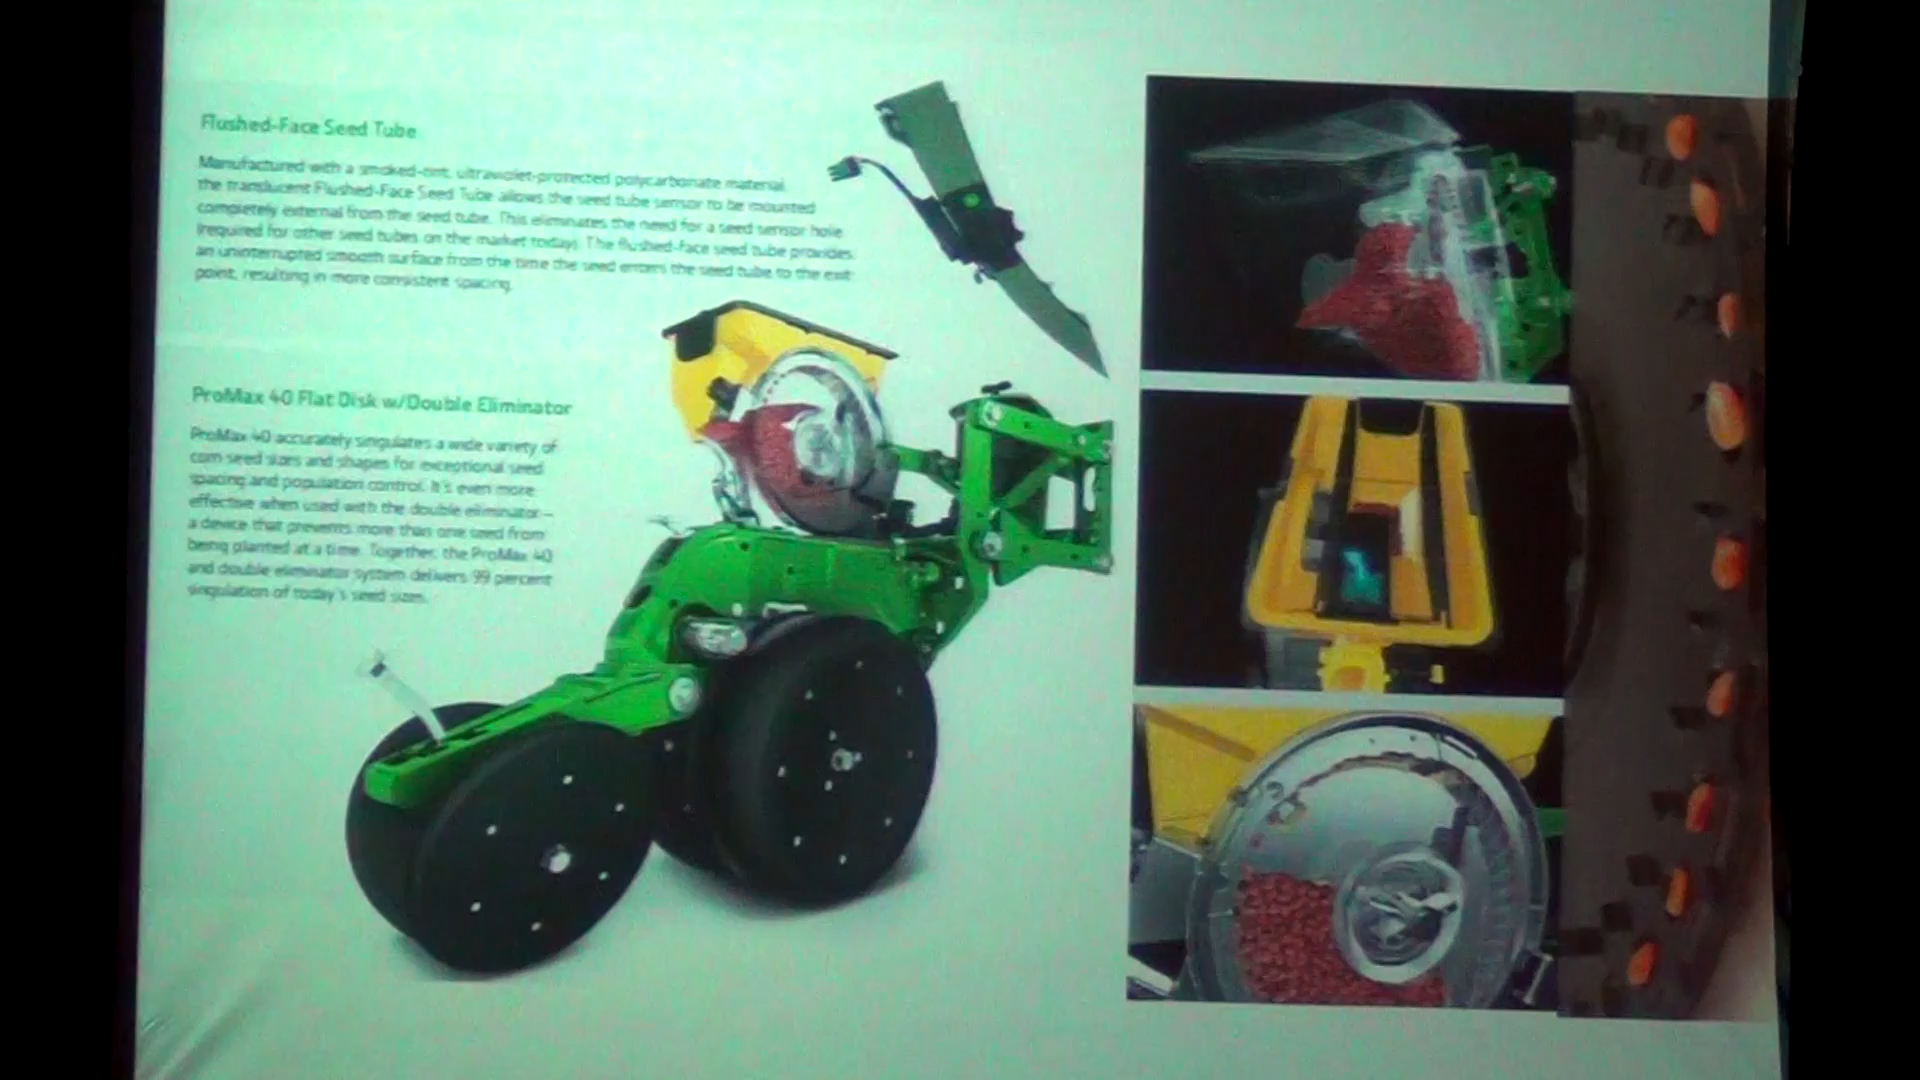 Flushed-Face Seed Tube
Manufactured with a smoked-tint, ultraviolet-protected polycarbonate material,
the translucent Flushed-Face Seed Tube allows the seed tube sensor to be mounted
completely external from the seed tube. This eliminates the need for a seed sensor hole
(required for other seed tubes on the market today). The flushed-face seed tube provides
an uninterrupted smooth surface from the time the seed enters the seed tube to the exit
point, resulting in more consistent spacing.
ProMax 40 Flat Disk w/Double Eliminator
ProMax 40 accurately singulates a wide variety of
corn seed sizes and shapes for exceptional seed
spacing and population control. It's even more
effective when used with the double eliminator—
a device that prevents more than one seed from
being planted at a time. Together, the ProMax 40
and double eliminator system delivers 99 percent
singulation of today's seed sizes.